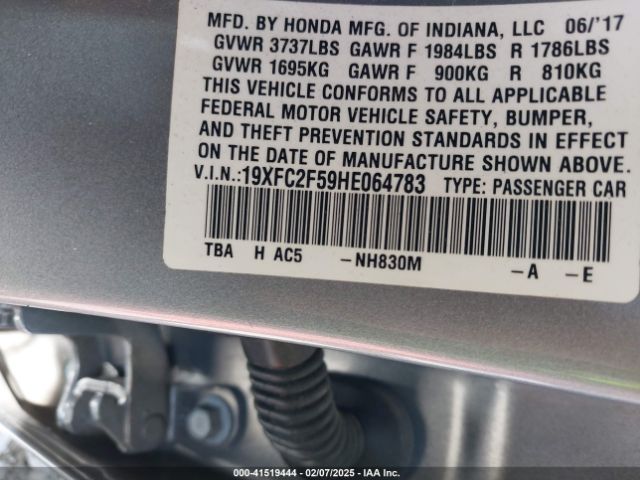 MFD. BY HONDA MFG. OF INDIANA, LLC 06/'17
GVWR 3737LBS GAWR F 1984LBS R 1786LBS
GVWR 1695KG GAWR F 900KG R 810KG
THIS VEHICLE CONFORMS TO ALL APPLICABLE
FEDERAL MOTOR VEHICLE SAFETY, BUMPER,
AND THEFT PREVENTION STANDARDS IN EFFECT
ON THE DATE OF MANUFACTURE SHOWN ABOVE.
V.I.N.:19XFC2F59HE064783 TYPE: PASSENGER CAR
TBA H AC5 -NH830M -A -E
000-41519444 - 02/07/2025 - IAA Inc.